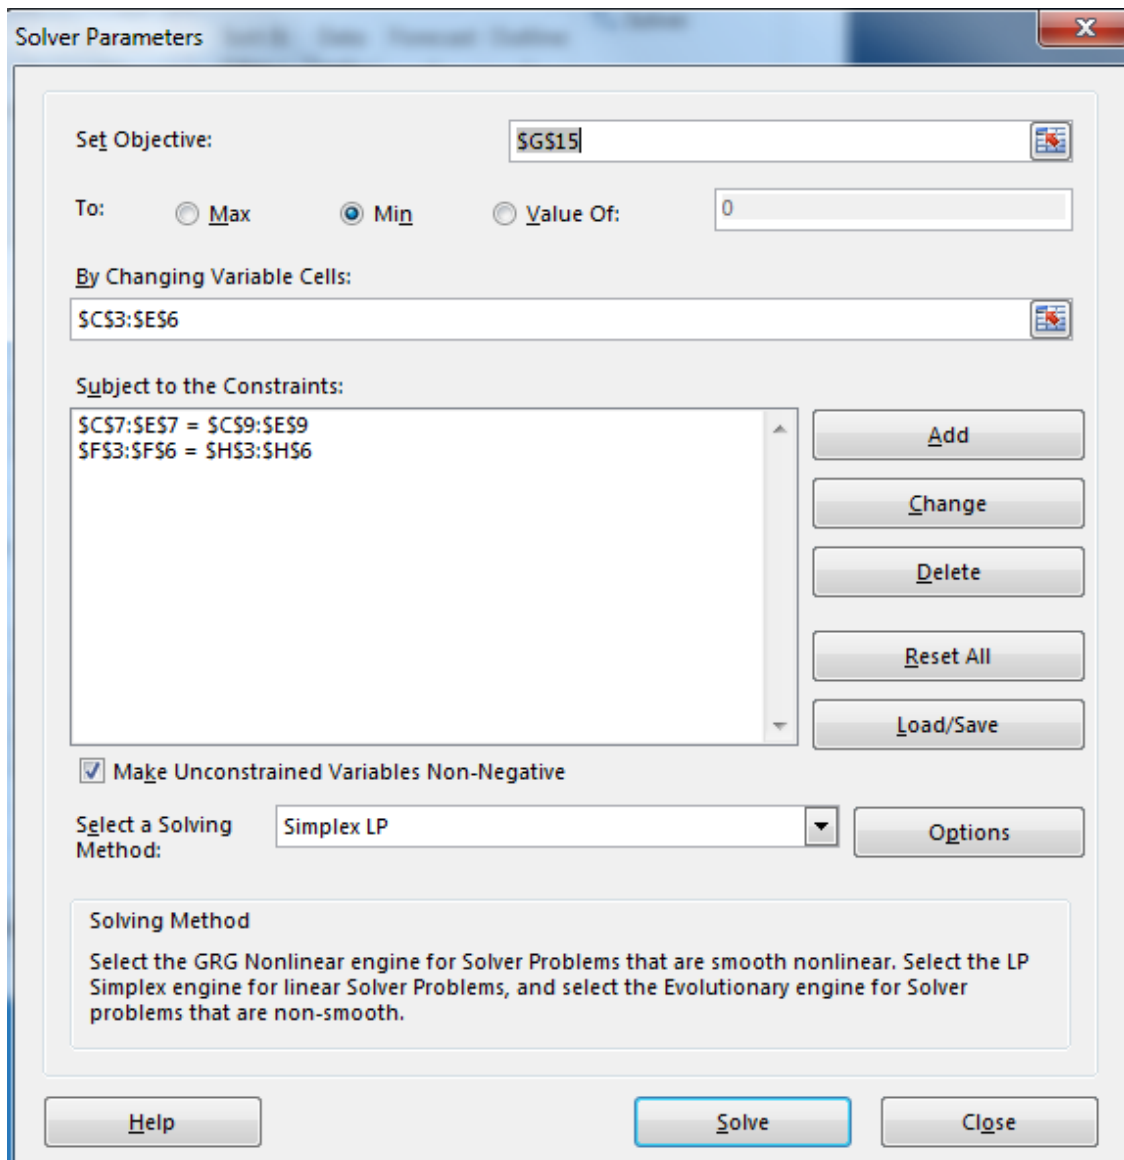 Solver Parameters
Set Objective:
$G$15
To:
Max
Min
Value Of:
0
By Changing Variable Cells:
$C$3:$E$6
Subject to the Constraints:
$C$7:$E$7 = $C$9:$E$9
$F$3:$F$6 = $H$3:$H$6
Add
Change
Delete
Reset All
Load/Save
Make Unconstrained Variables Non-Negative
Select a Solving
Method:
Simplex LP
Options
Solving Method
Select the GRG Nonlinear engine for Solver Problems that are smooth nonlinear. Select the LP
Simplex engine for linear Solver Problems, and select the Evolutionary engine for Solver
problems that are non-smooth.
Help
Solve
Close